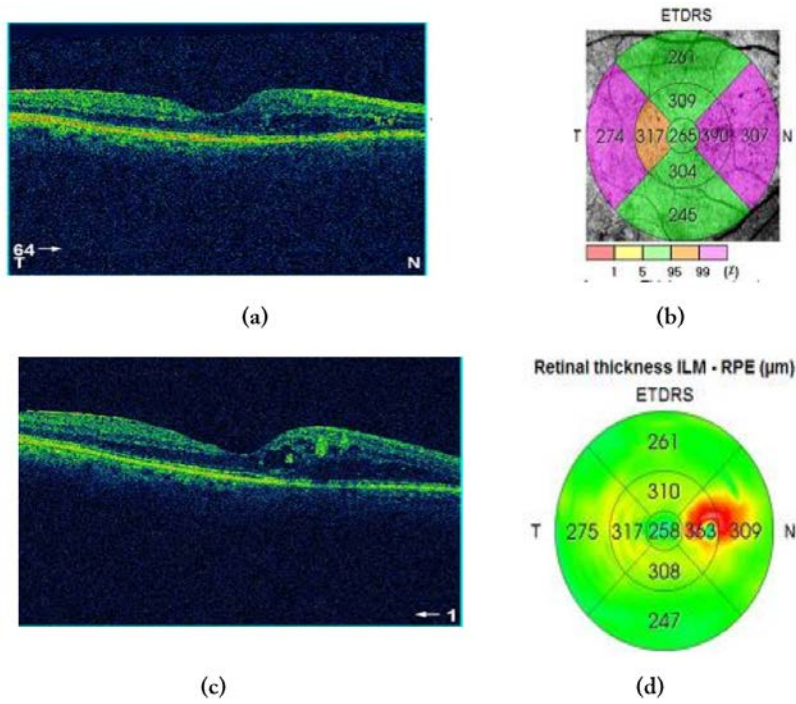 ETDRS
261
309
T 274 317 265 390 307 N
304
245
64 →
T N
1 5 95 99 (%)
(a) (b)
Retinal thickness ILM - RPE (µm)
ETDRS
261
310
T 275 317 258 363 309 N
308
247
← 1
(c) (d)